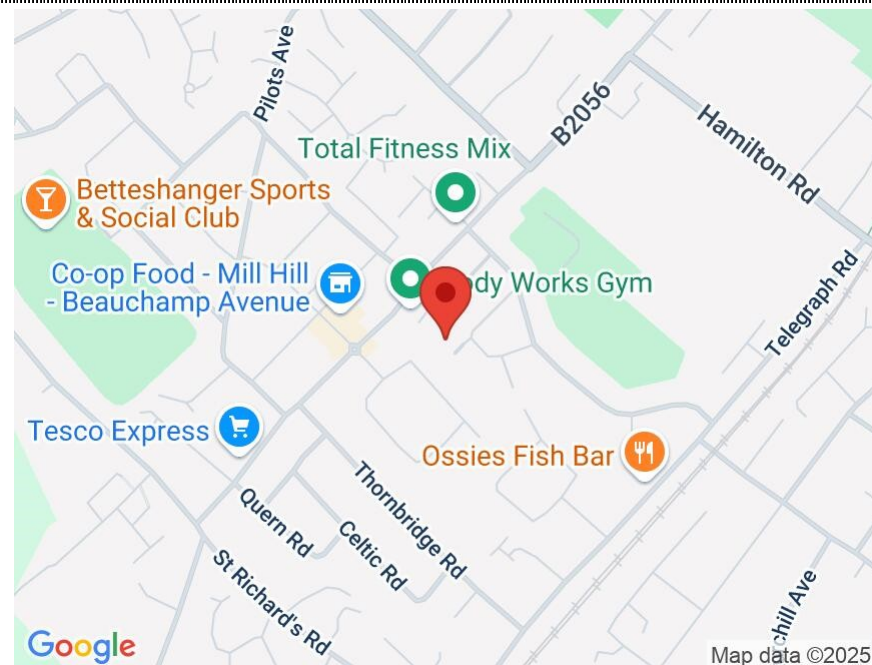 Pilots Ave
B2056
Hamilton Rd
Total Fitness Mix
Betteshanger Sports
& Social Club
Co-op Food - Mill Hill
- Beauchamp Avenue
ody Works Gym
Telegraph Rd
Tesco Express
Ossies Fish Bar
Thornbridge Rd
Quern Rd
Celtic Rd
St Richard's Rd
chill Ave
Google
Map data ©2025